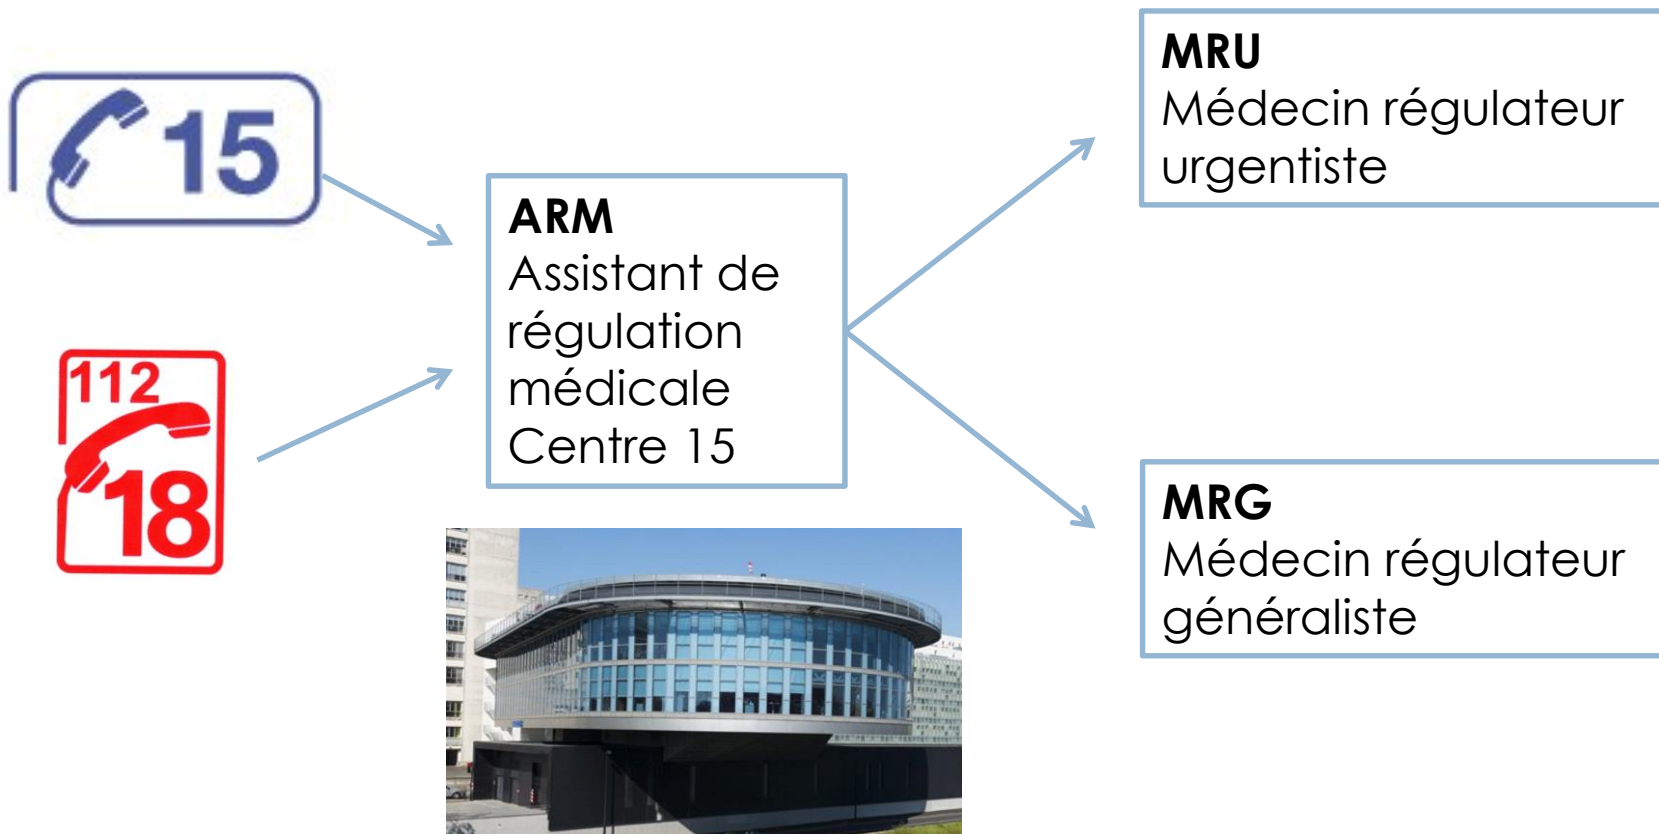 15
112
18
ARM
Assistant de
régulation
médicale
Centre 15
MRU
Médecin régulateur
urgentiste
MRG
Médecin régulateur
généraliste